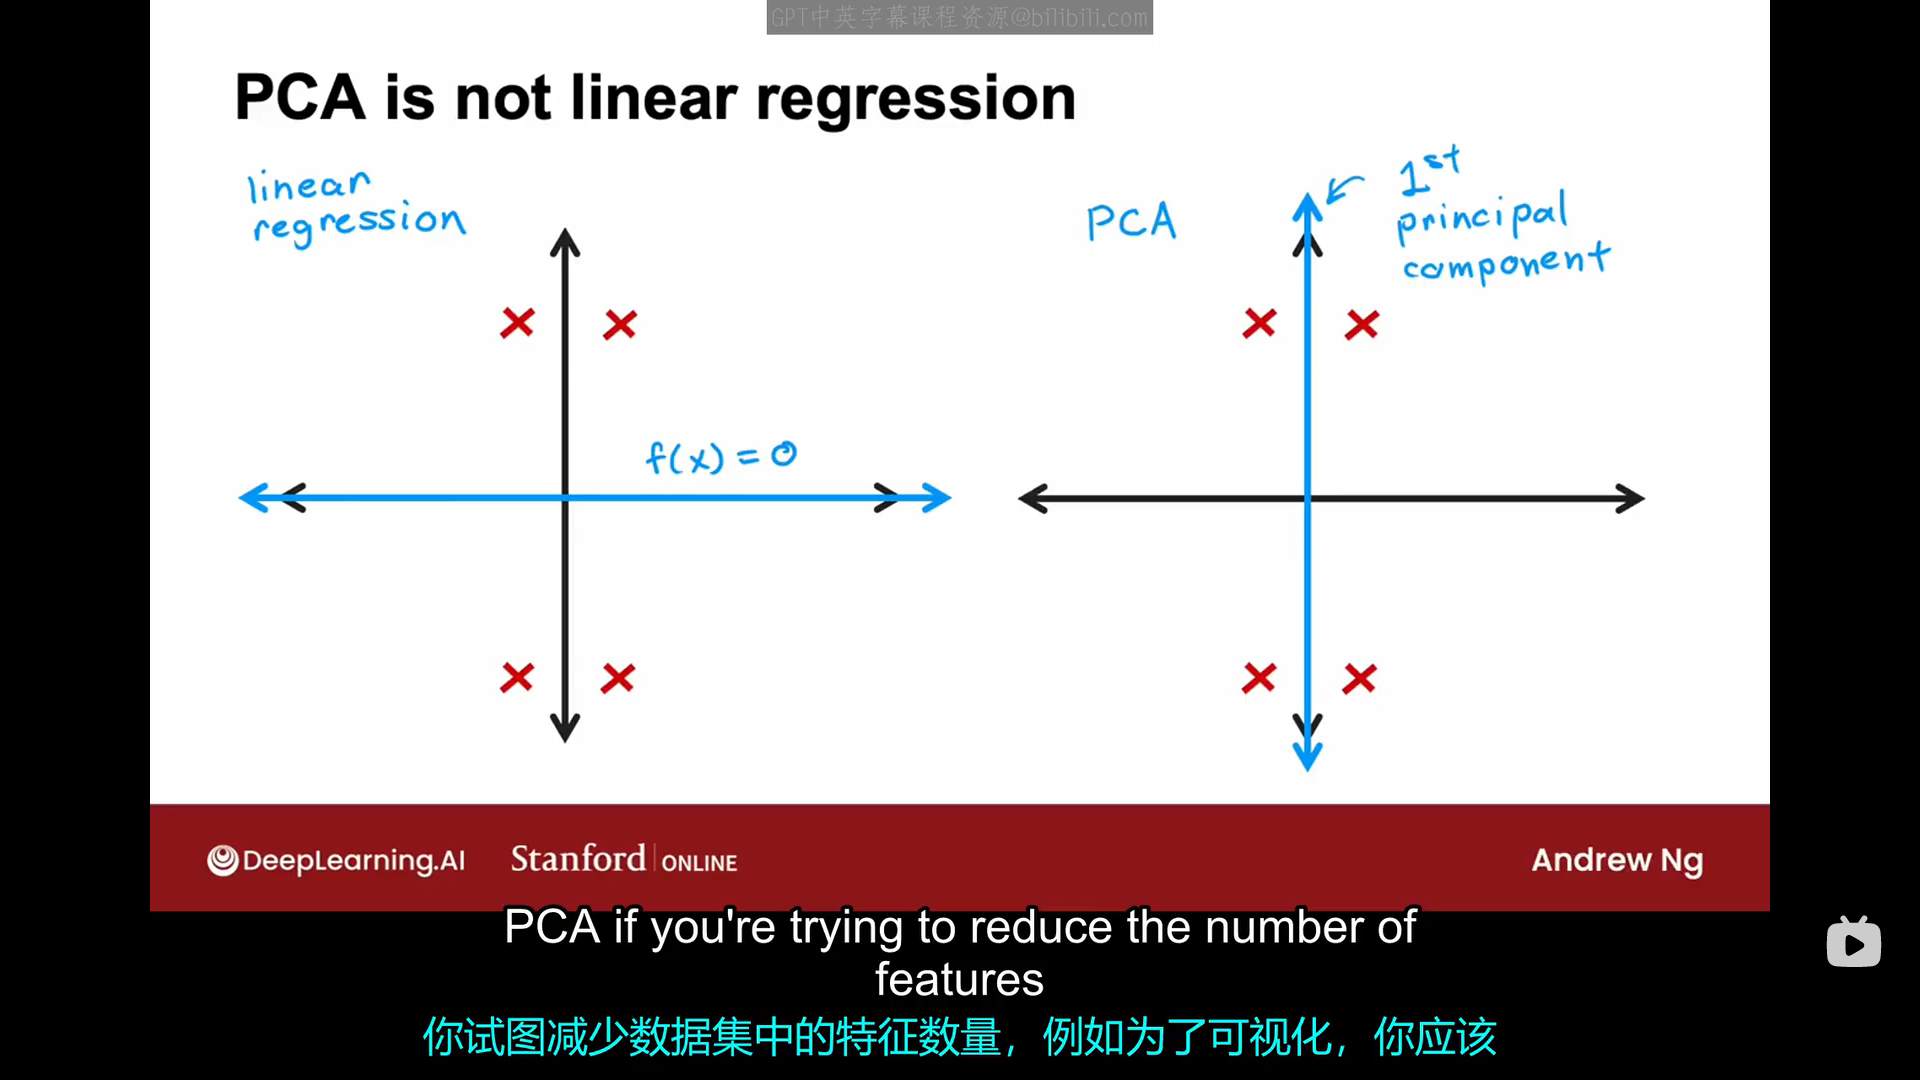 GPT中英字幕课程资源@bilibili.com
PCA is not linear regression
linear
regression
f(x) = 0
PCA
1st
principal
component
DeepLearning.AI
Stanford ONLINE
Andrew Ng
PCA if you're trying to reduce the number of
features
你试图减少数据集中的特征数量，例如为了可视化，你应该